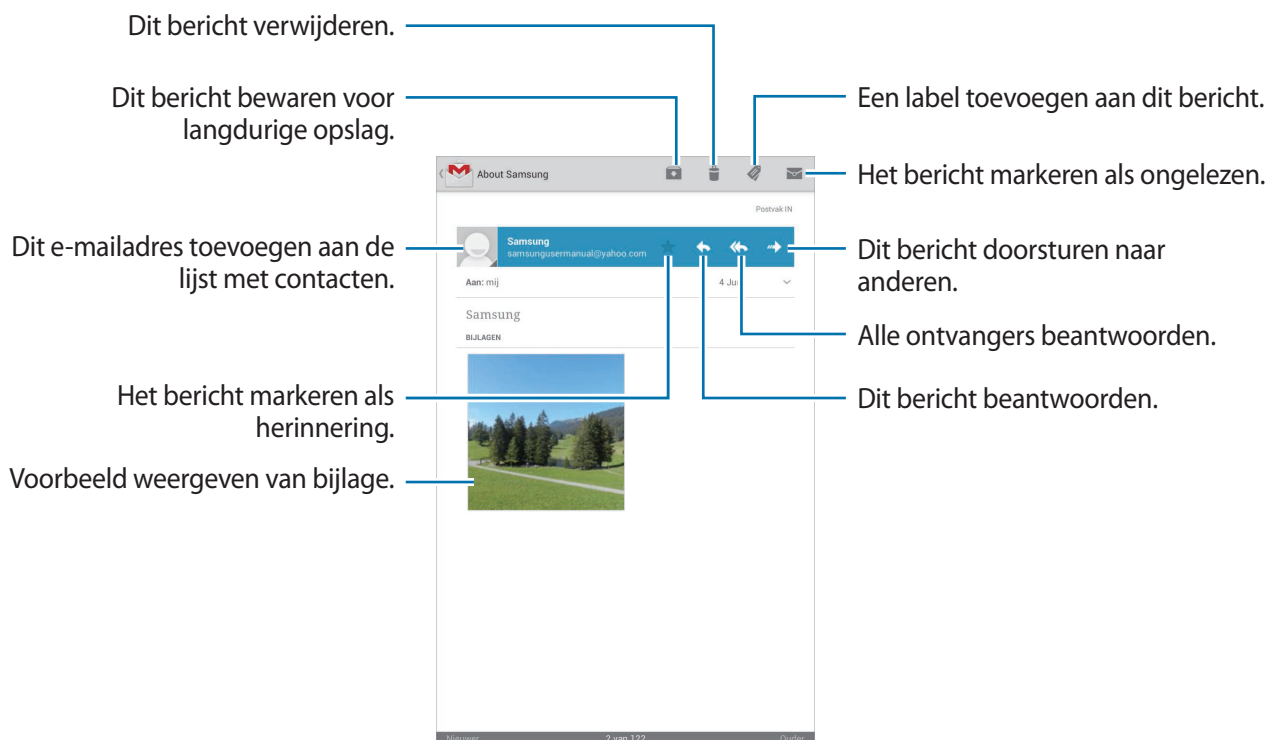 Dit bericht verwijderen.
Dit bericht bewaren voor
langdurige opslag.
Een label toevoegen aan dit bericht.
Het bericht markeren als ongelezen.
About Samsung
Postvak IN
Dit e-mailadres toevoegen aan de
lijst met contacten.
Samsung
samsungusermanual@yahoo.com
Dit bericht doorsturen naar
anderen.
Aan: mij
4 Ju
Samsung
BIJLAGEN
Alle ontvangers beantwoorden.
Het bericht markeren als
herinnering.
Dit bericht beantwoorden.
Voorbeeld weergeven van bijlage.
Nieuwer 2 van 122 Ouder